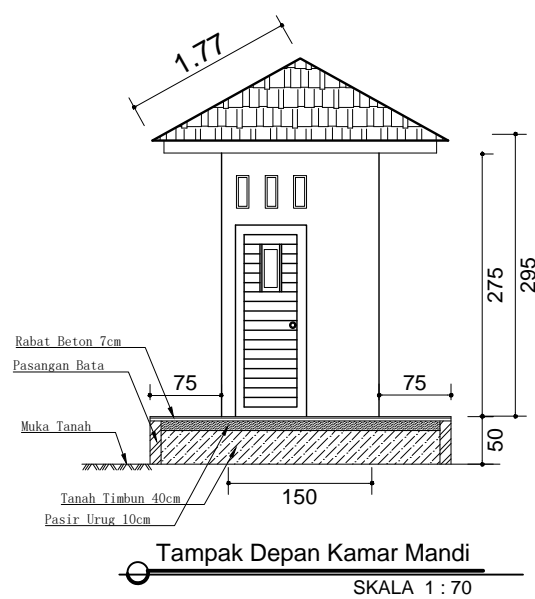 1.77
275
295
Rabat Beton 7cm
Pasangan Bata
75
75
Muka Tanah
50
Tanah Timbun 40cm
150
Pasir Urug 10cm
Tampak Depan Kamar Mandi
SKALA 1 : 70